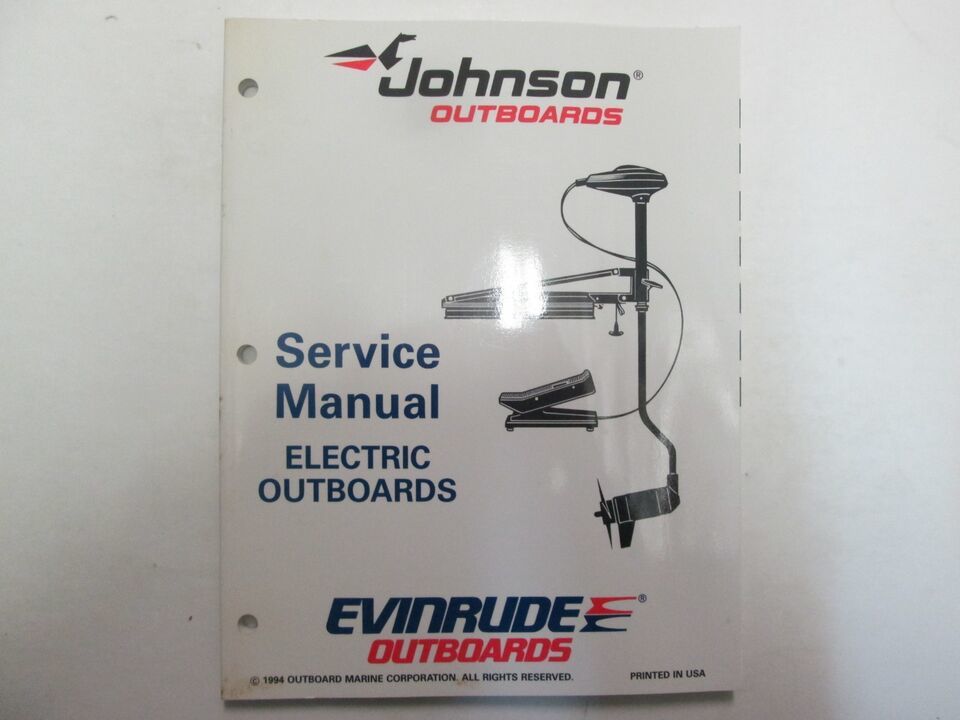 Johnson®
OUTBOARDS
Service
Manual
ELECTRIC
OUTBOARDS
EVINRUDE®
OUTBOARDS
© 1994 OUTBOARD MARINE CORPORATION. ALL RIGHTS RESERVED.
PRINTED IN USA